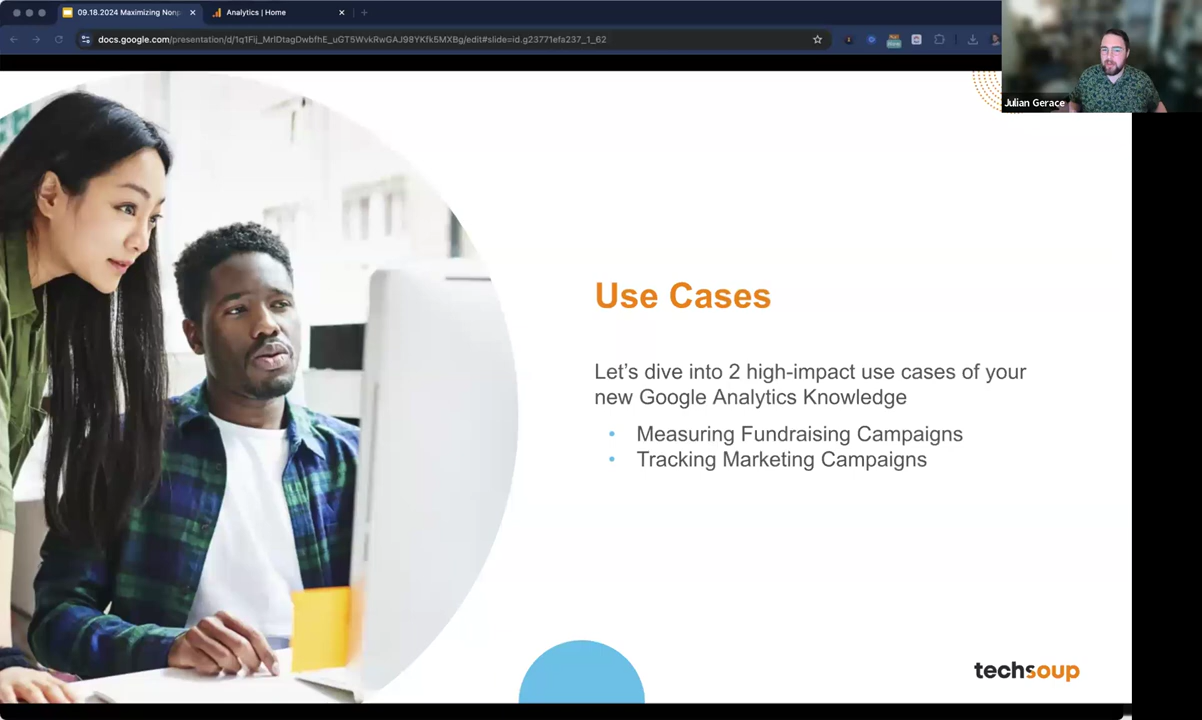 09.18.2024 Maximizing Nonp
Analytics | Home
docs.google.com/presentation/d/1q1Fij_MrlDtagDwbfhE_uGT5WvkRwGAJ98YKfk5MXBg/edit#slide=id.g23771efa237_1_62
Julian Gerace
Use Cases
Let's dive into 2 high-impact use cases of your
new Google Analytics Knowledge
• Measuring Fundraising Campaigns
• Tracking Marketing Campaigns
techsoup